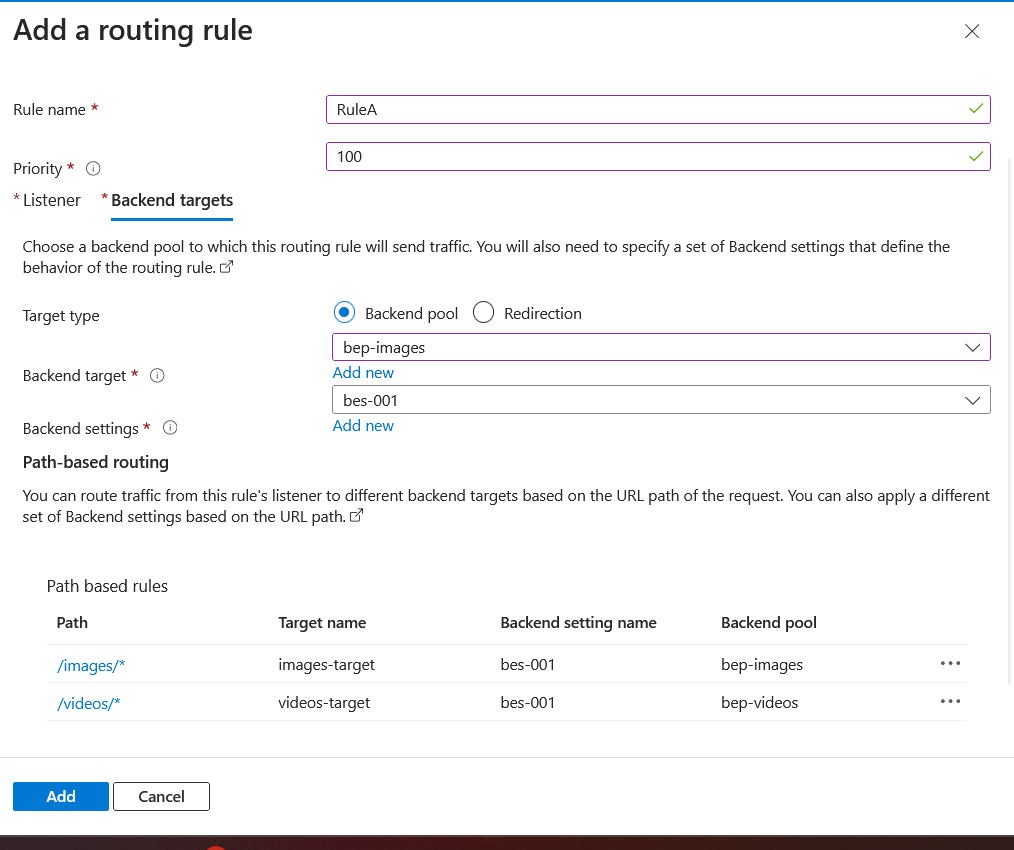 Add a routing rule
Rule name *
RuleA
Priority *
100
* Listener * Backend targets
Choose a backend pool to which this routing rule will send traffic. You will also need to specify a set of Backend settings that define the
behavior of the routing rule.
Target type
Backend pool Redirection
Backend target *
bep-images
Add new
Backend settings *
bes-001
Add new
Path-based routing
You can route traffic from this rule's listener to different backend targets based on the URL path of the request. You can also apply a different
set of Backend settings based on the URL path.
Path based rules
Path Target name Backend setting name Backend pool
/images/* images-target bes-001 bep-images
/videos/* videos-target bes-001 bep-videos
Add Cancel